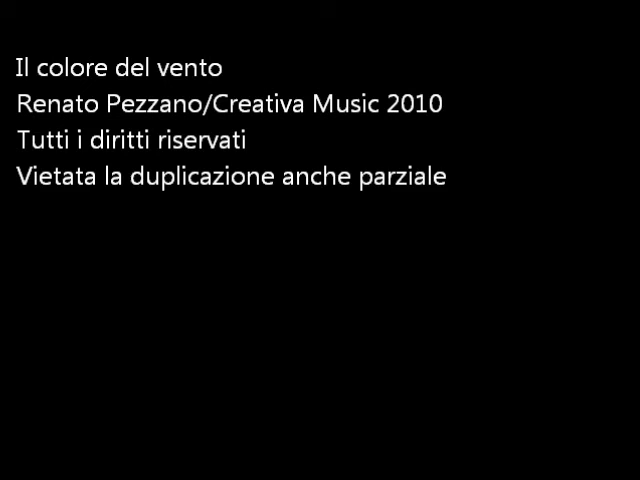 Il colore del vento
Renato Pezzano/Creativa Music 2010
Tutti i diritti riservati
Vietata la duplicazione anche parziale